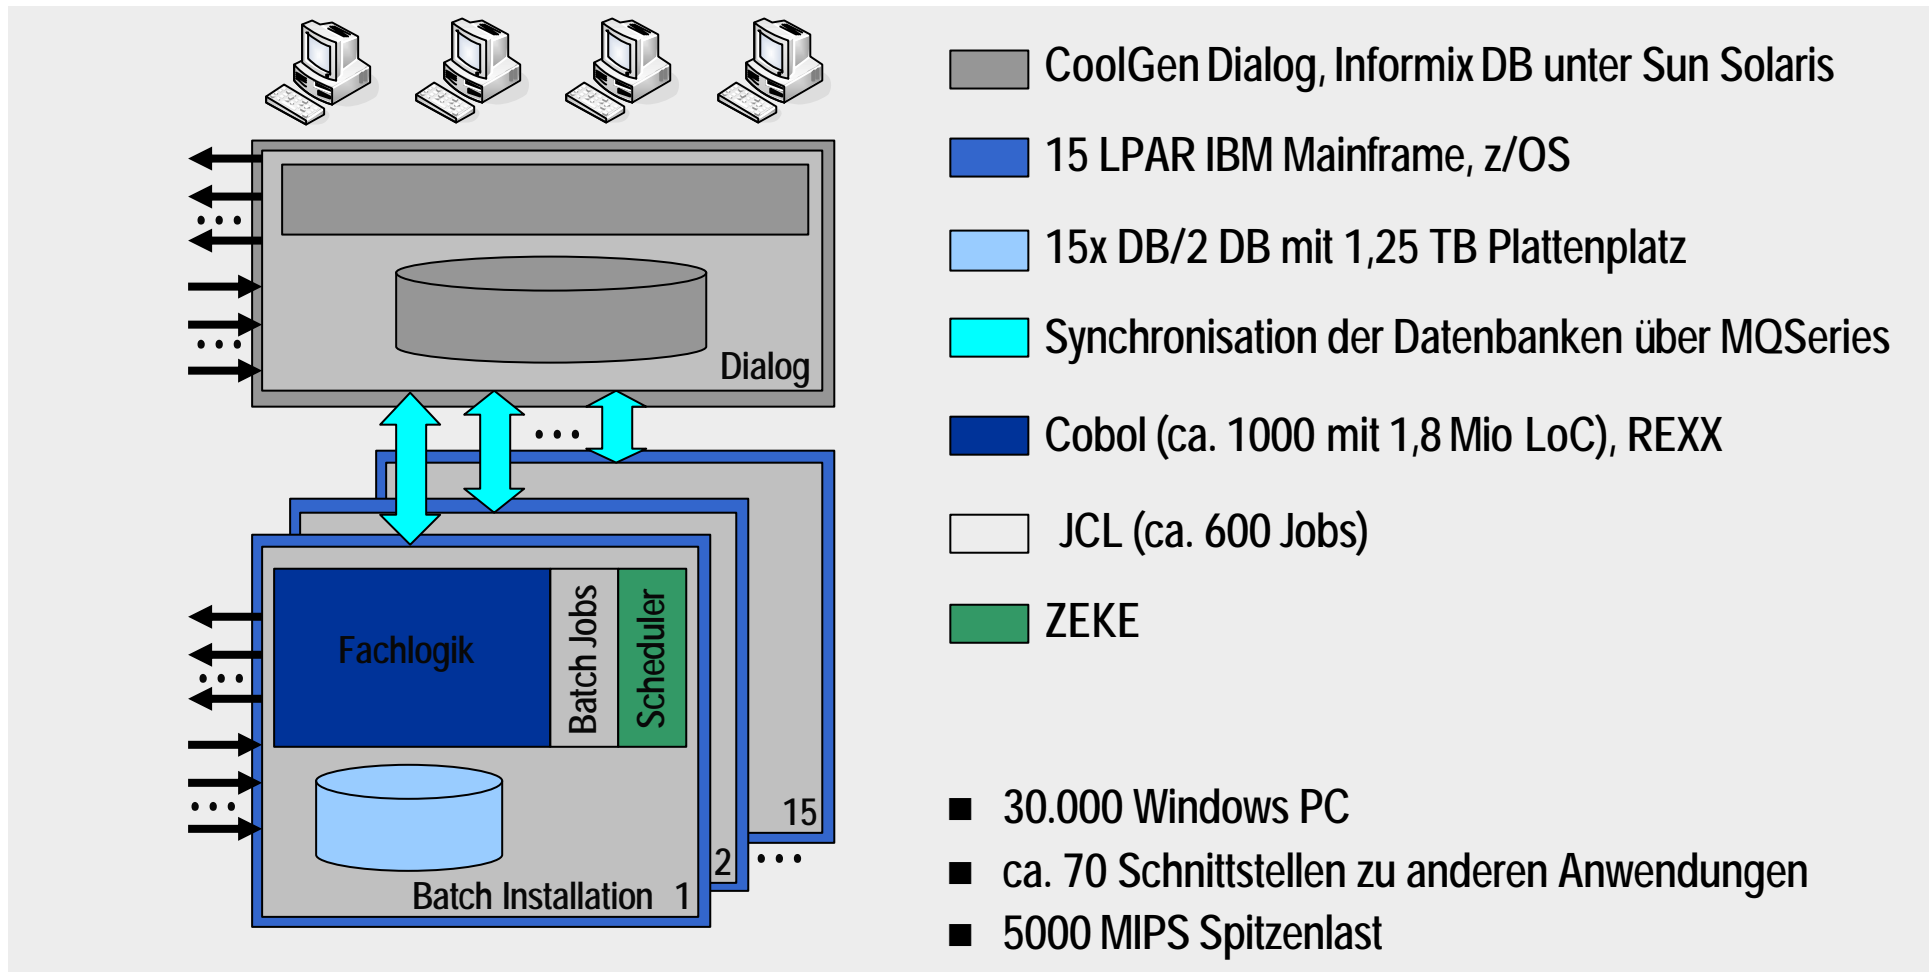 CoolGen Dialog, Informix DB unter Sun Solaris
15 LPAR IBM Mainframe, z/OS
15x DB/2 DB mit 1,25 TB Plattenplatz
Synchronisation der Datenbanken über MQSeries
Cobol (ca. 1000 mit 1,8 Mio LoC), REXX
JCL (ca. 600 Jobs)
ZEKE
■ 30.000 Windows PC
■ ca. 70 Schnittstellen zu anderen Anwendungen
■ 5000 MIPS Spitzenlast
...
...
Dialog
...
Fachlogik
Batch Jobs
Scheduler
...
...
15
2 ...
Batch Installation 1